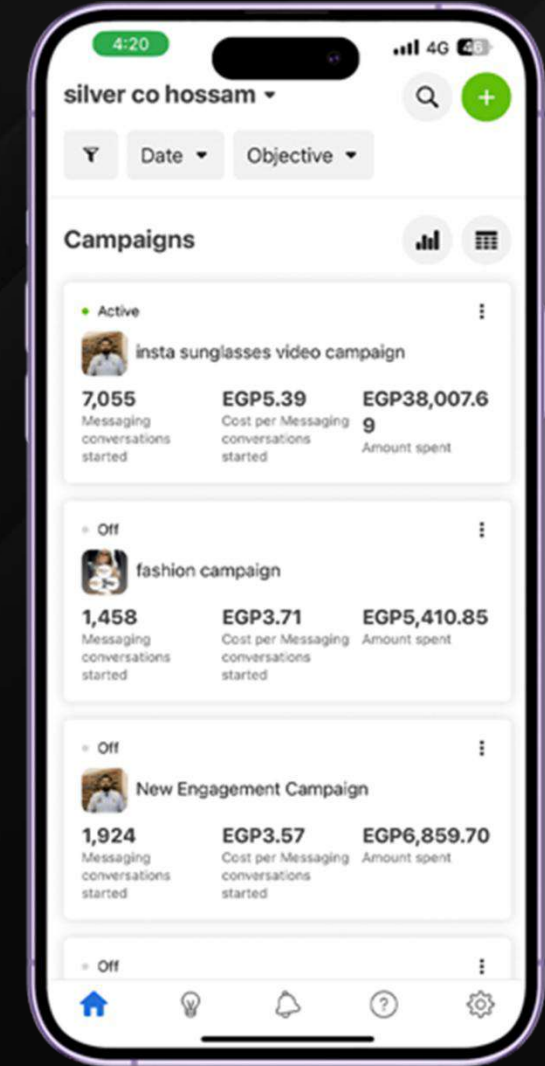 4:20 4G 46
silver co hossam
Date Objective
Campaigns
Active
insta sunglasses video campaign
7,055 EGP5.39 EGP38,007.6
Messaging Cost per Messaging 9
conversations conversations Amount spent
started started
Off
fashion campaign
1,458 EGP3.71 EGP5,410.85
Messaging Cost per Messaging Amount spent
conversations conversations
started started
Off
New Engagement Campaign
1,924 EGP3.57 EGP6,859.70
Messaging Cost per Messaging Amount spent
conversations conversations
started started
Off